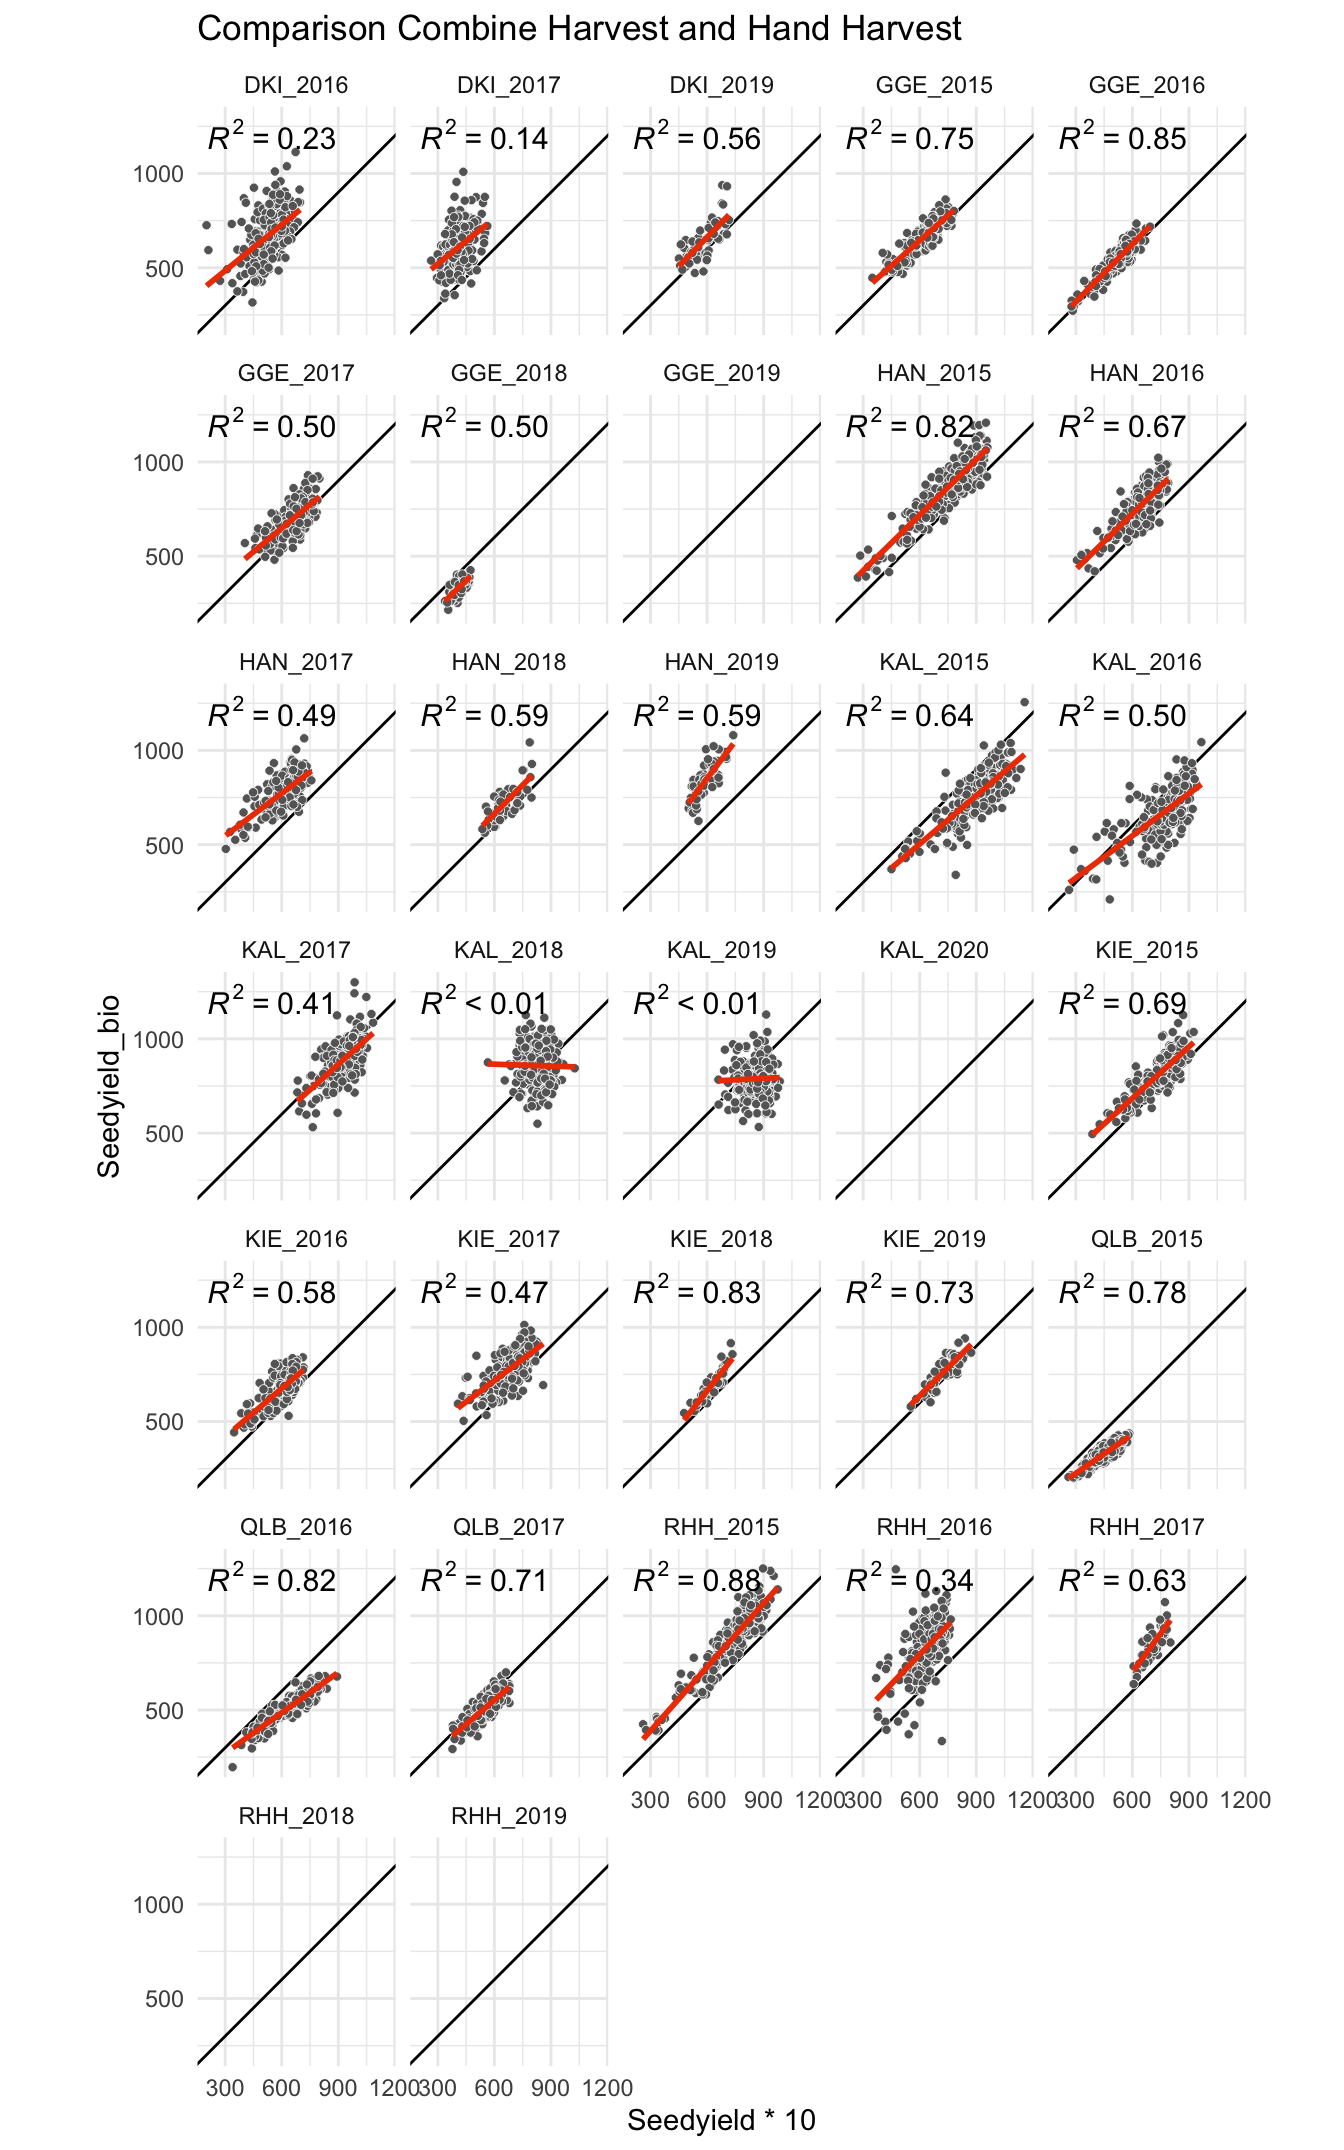 Comparison Combine Harvest and Hand Harvest
DKI_2016 DKI_2017 DKI_2019 GGE_2015 GGE_2016
R² = 0.23 R² = 0.14 R² = 0.56 R² = 0.75 R² = 0.85
1000
500
GGE_2017 GGE_2018 GGE_2019 HAN_2015 HAN_2016
R² = 0.50 R² = 0.50 R² = 0.82 R² = 0.67
1000
500
HAN_2017 HAN_2018 HAN_2019 KAL_2015 KAL_2016
R² = 0.49 R² = 0.59 R² = 0.59 R² = 0.64 R² = 0.50
1000
500
KAL_2017 KAL_2018 KAL_2019 KAL_2020 KIE_2015
R² = 0.41 R² < 0.01 R² < 0.01 R² = 0.69
1000
500
Seedyield_bio
KIE_2016 KIE_2017 KIE_2018 KIE_2019 QLB_2015
R² = 0.58 R² = 0.47 R² = 0.83 R² = 0.73 R² = 0.78
1000
500
QLB_2016 QLB_2017 RHH_2015 RHH_2016 RHH_2017
R² = 0.82 R² = 0.71 R² = 0.88 R² = 0.34 R² = 0.63
1000
500
300 600 900 1200 300 600 900 1200 300 600 900 1200
RHH_2018 RHH_2019
1000
500
300 600 900 1200 300 600 900 1200
Seedyield * 10